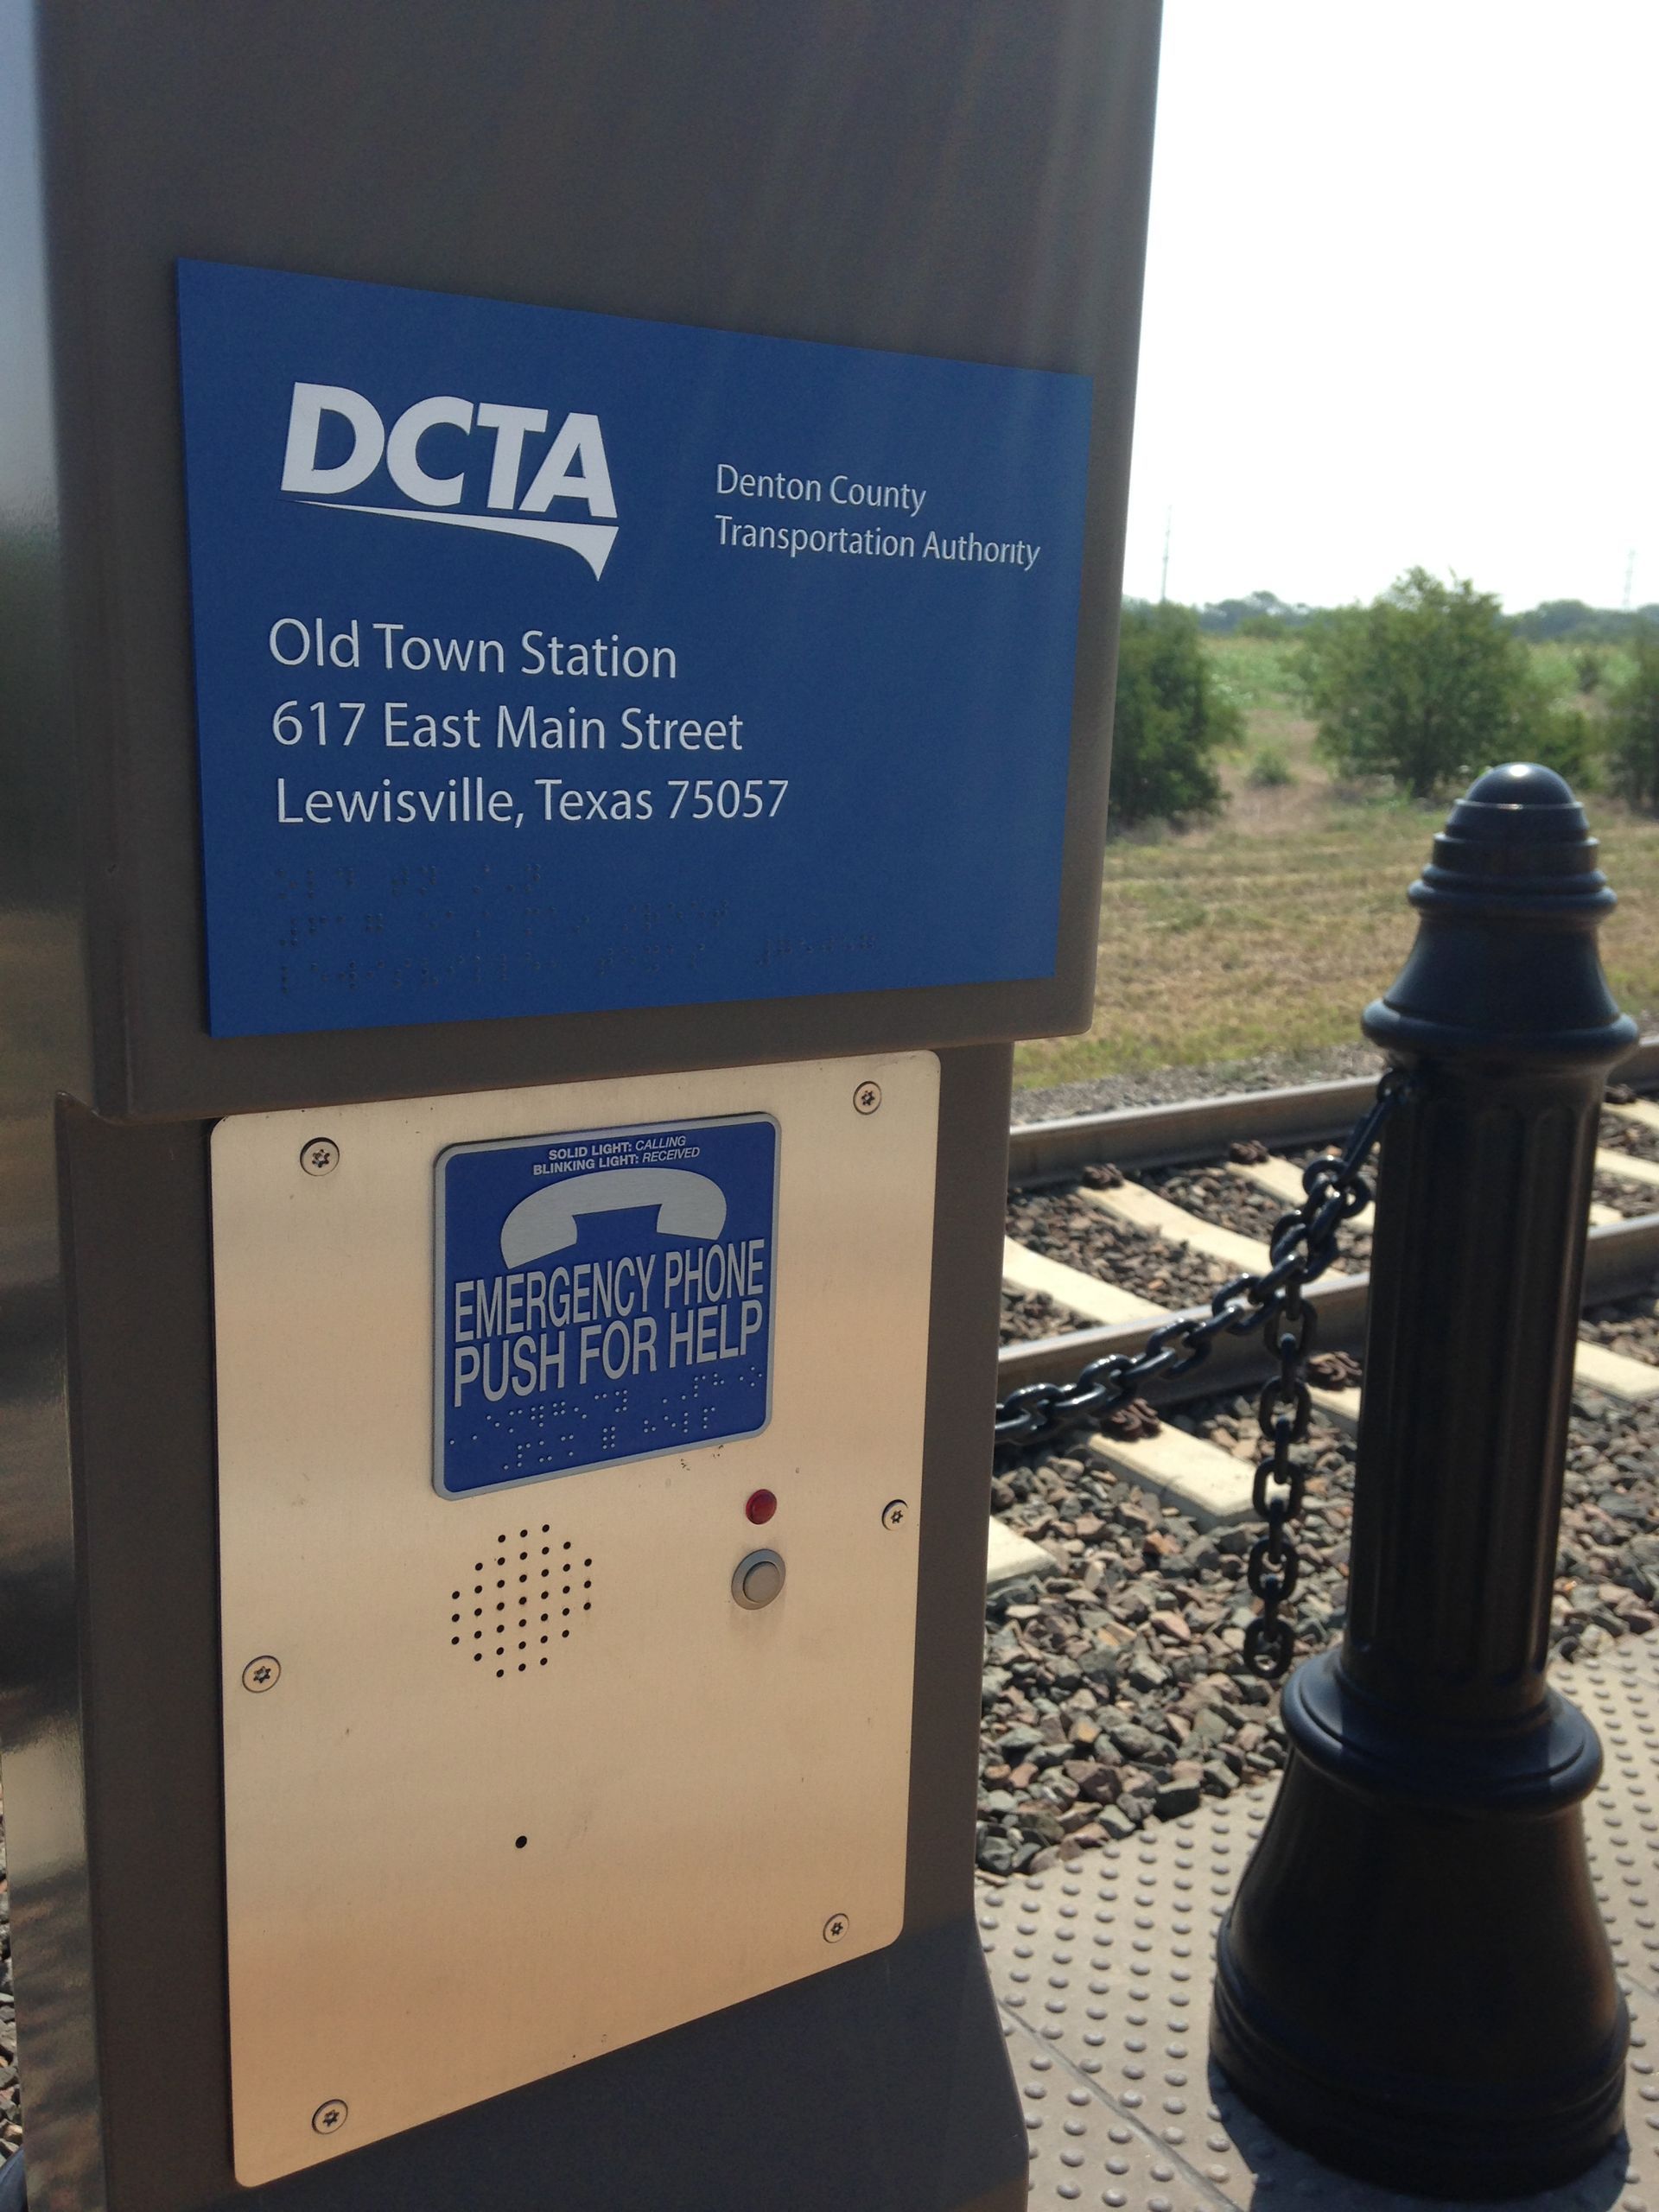 DCTA
Denton County
Transportation Authority
Old Town Station
617 East Main Street
Lewisville, Texas 75057
SOLID LIGHT: CALLING
BLINKING LIGHT: RECEIVED
EMERGENCY PHONE
PUSH FOR HELP